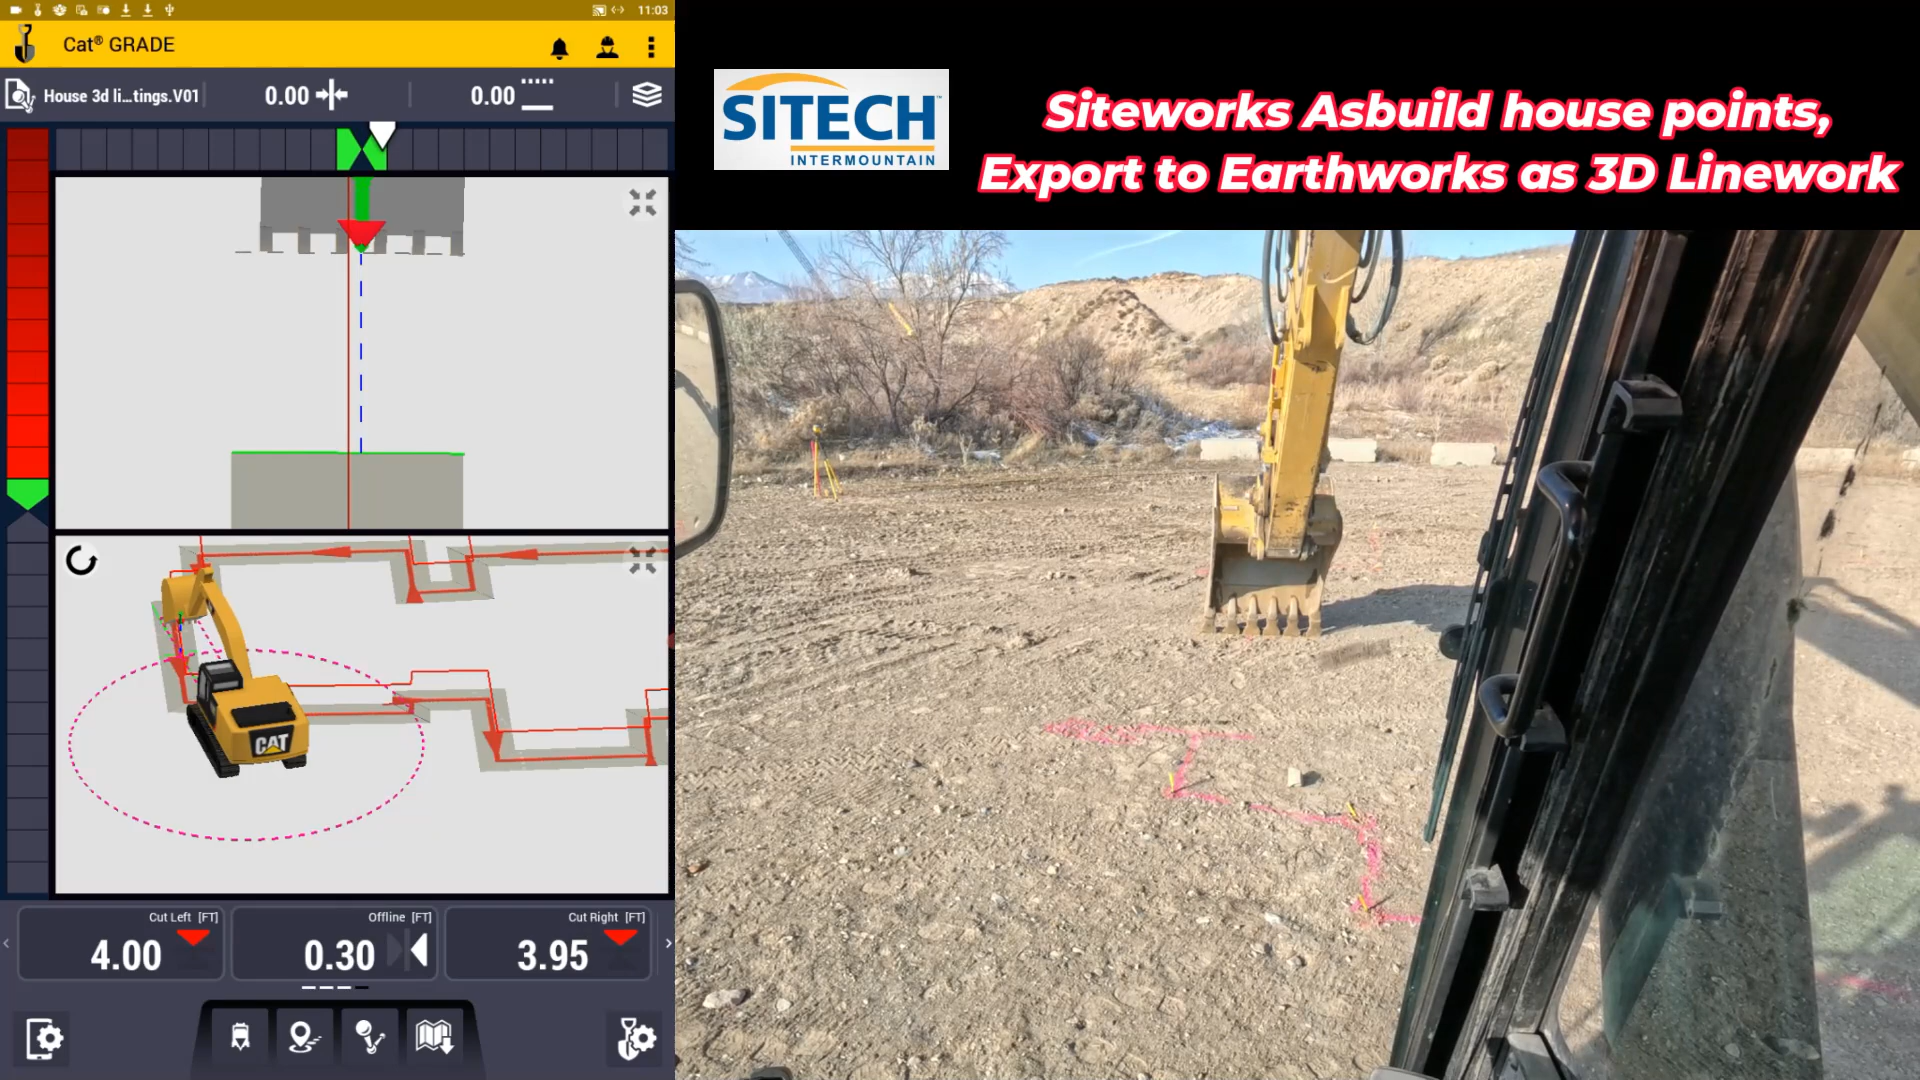 11:03
Cat® GRADE
House 3d li...tings.V01
0.00
0.00
CAT
Cut Left [FT]
4.00
Offline [FT]
0.30
Cut Right [FT]
3.95
SITECH™
INTERMOUNTAIN
Siteworks Asbuild house points,
Export to Earthworks as 3D Linework